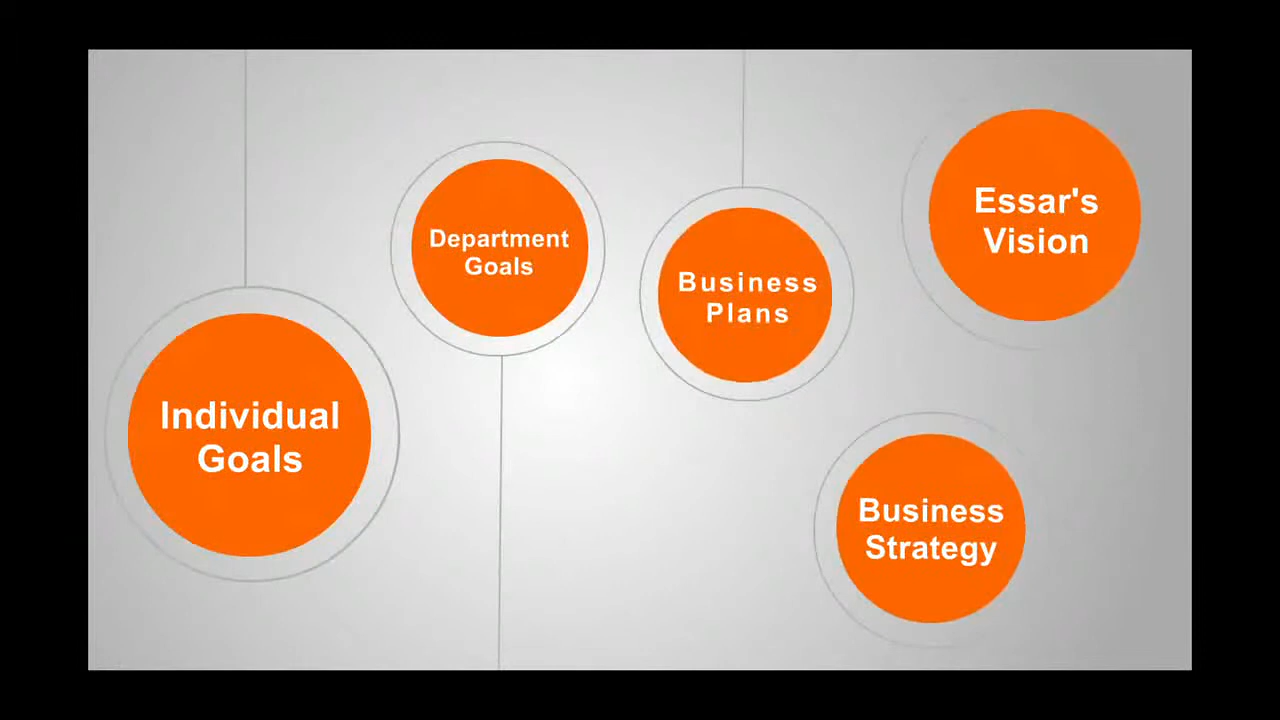 Individual
Goals
Department
Goals
Business
Plans
Essar's
Vision
Business
Strategy